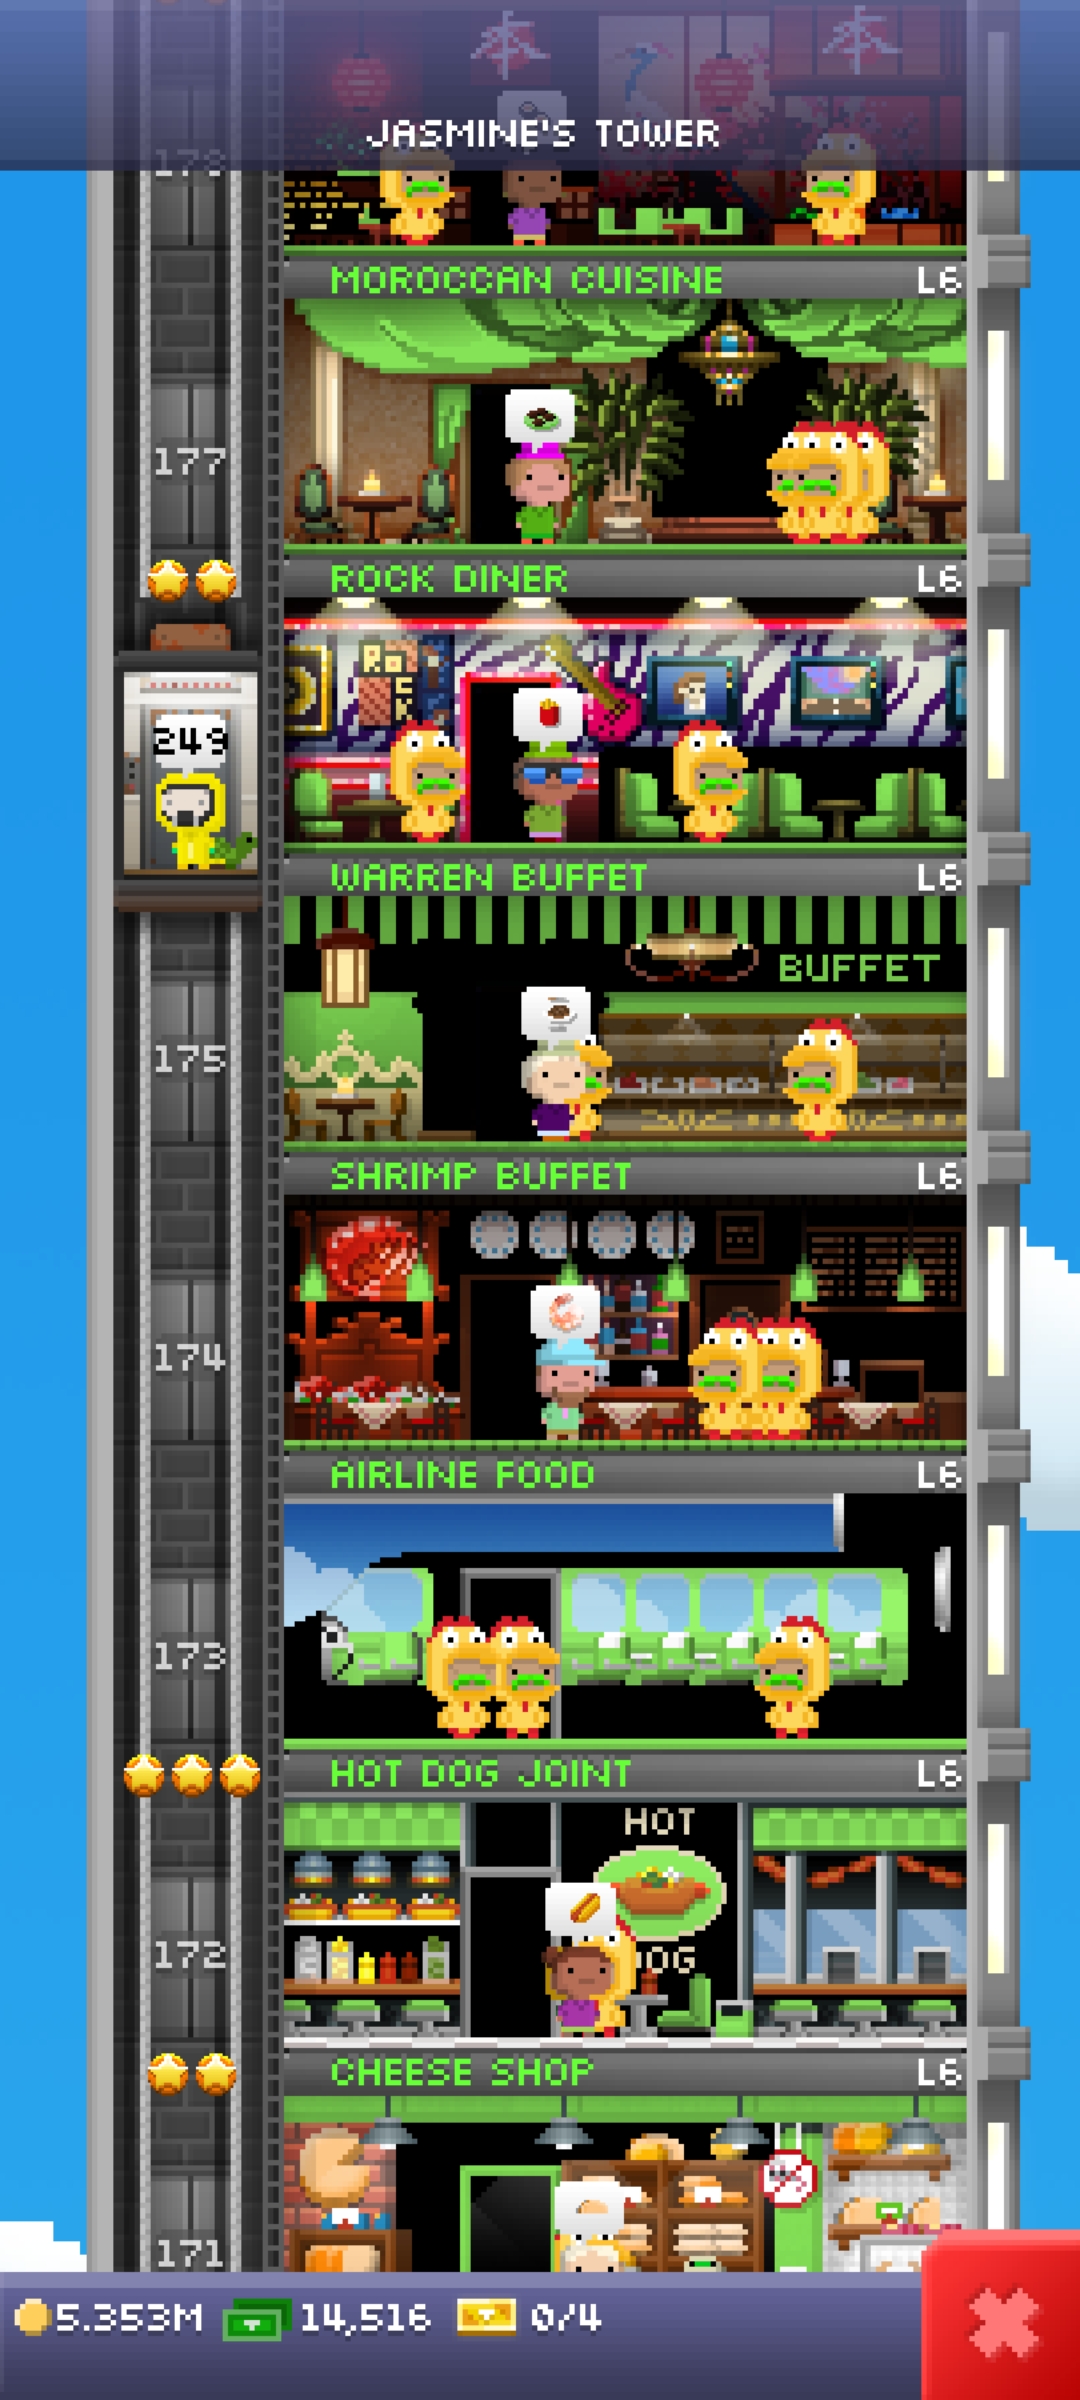 JASMINE'S TOWER
178
MOROCCAN CUISINE L6
177
ROCK DINER L6
ROCK
249
WARREN BUFFET L6
BUFFET
175
SHRIMP BUFFET L6
174
AIRLINE FOOD L6
173
HOT DOG JOINT L6
HOT
DOG
172
CHEESE SHOP L6
171
5.353M 14,516 0/4